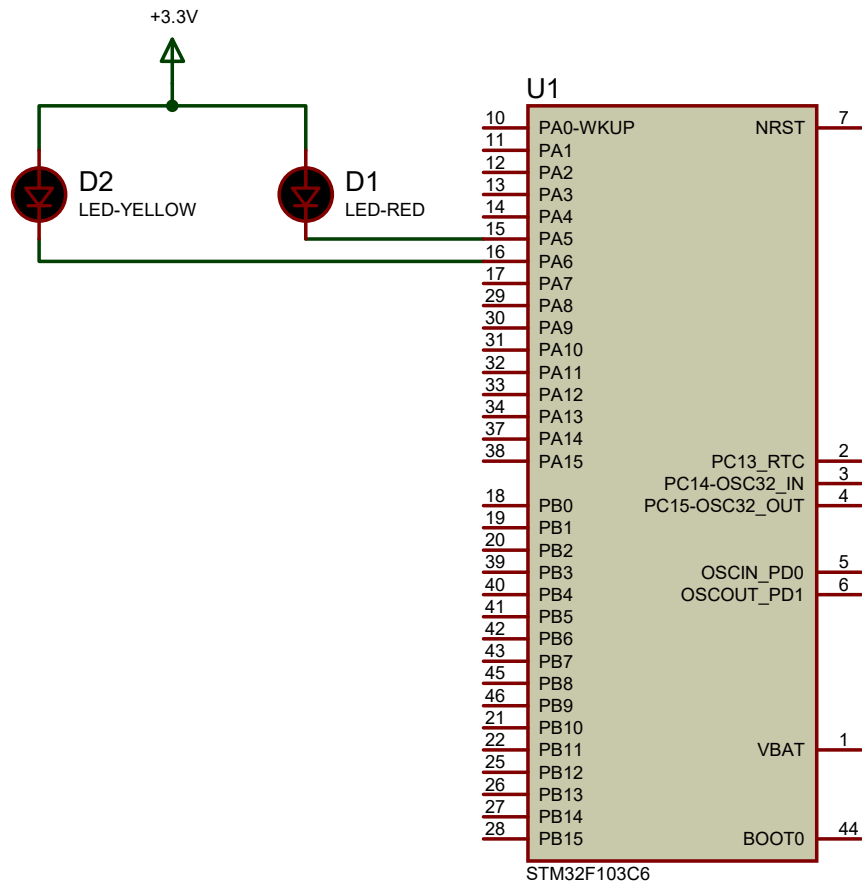 +3.3V
D2
LED-YELLOW
D1
LED-RED
U1
10 PA0-WKUP NRST 7
11 PA1
12 PA2
13 PA3
14 PA4
15 PA5
16 PA6
17 PA7
29 PA8
30 PA9
31 PA10
32 PA11
33 PA12
34 PA13
37 PA14
38 PA15 PC13_RTC 2
PC14-OSC32_IN 3
18 PB0 PC15-OSC32_OUT 4
19 PB1
20 PB2
39 PB3 OSCIN_PD0 5
40 PB4 OSCOUT_PD1 6
41 PB5
42 PB6
43 PB7
45 PB8
46 PB9
21 PB10
22 PB11 VBAT 1
25 PB12
26 PB13
27 PB14
28 PB15 BOOT0 44
STM32F103C6